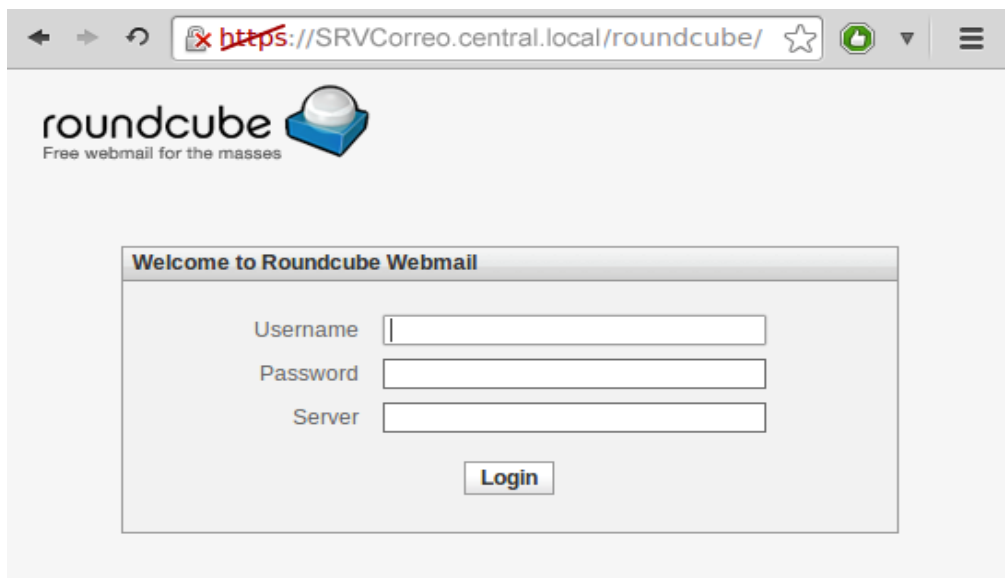 https://SRVCorreo.central.local/roundcube/
roundcube
Free webmail for the masses
Welcome to Roundcube Webmail
Username
Password
Server
Login